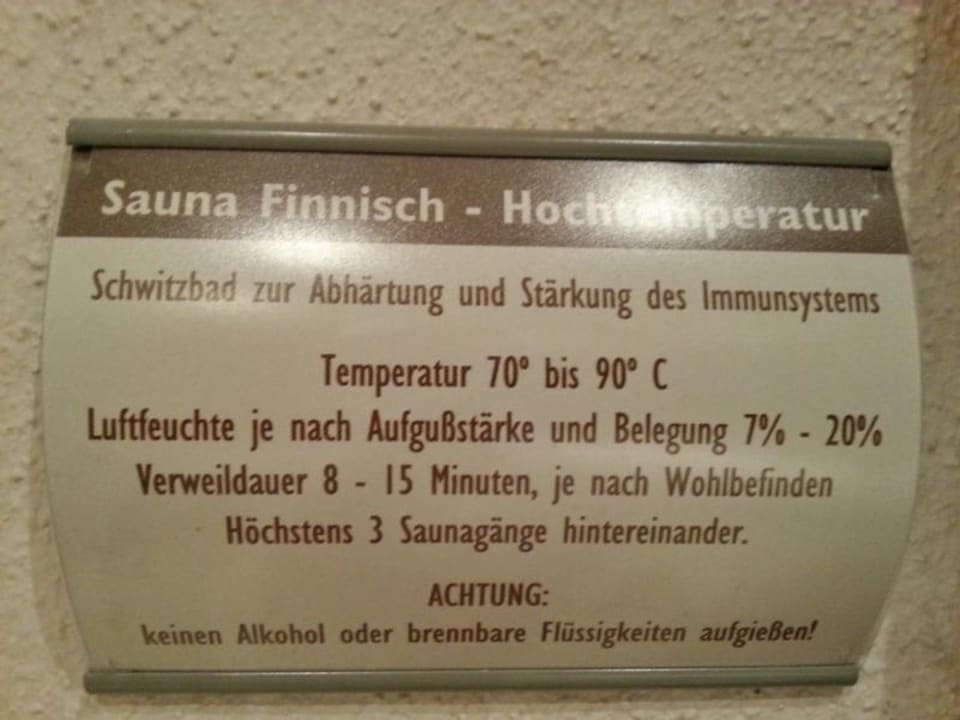 Sauna Finnisch - Hochtemperatur
Schwitzbad zur Abhärtung und Stärkung des Immunsystems
Temperatur 70° bis 90° C
Luftfeuchte je nach Aufgußstärke und Belegung 7% - 20%
Verweildauer 8 - 15 Minuten, je nach Wohlbefinden
Höchstens 3 Saunagänge hintereinander.
ACHTUNG:
keinen Alkohol oder brennbare Flüssigkeiten aufgießen!